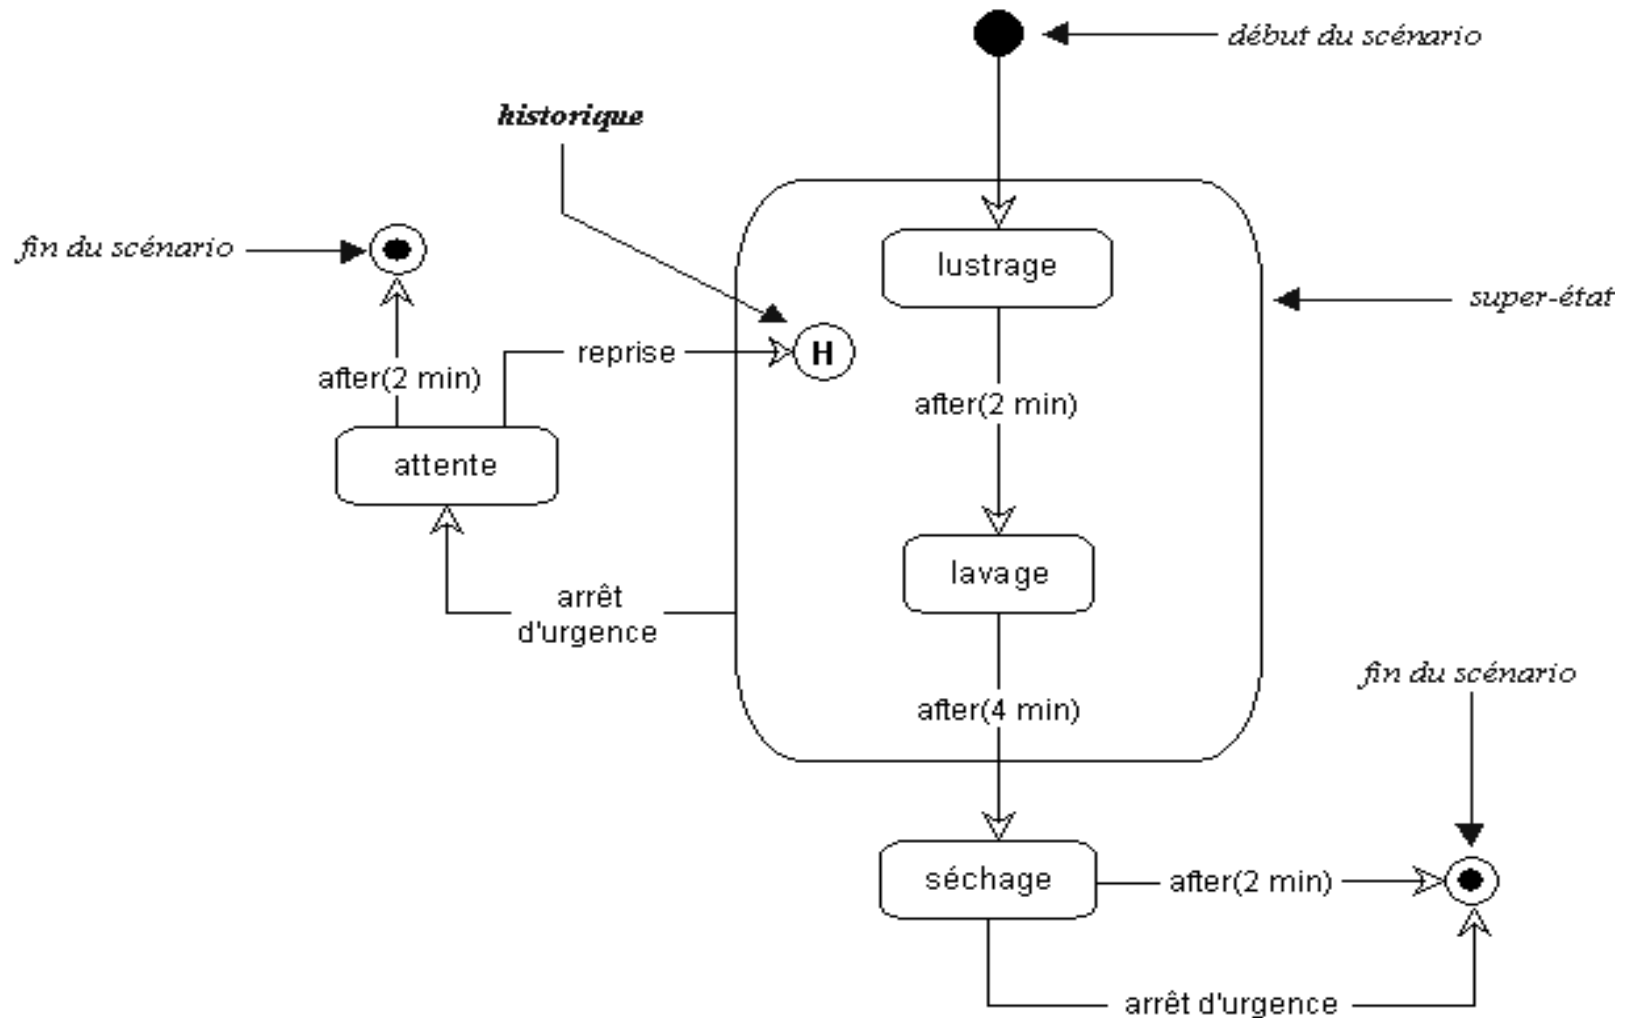 début du scénario
historique
fin du scénario
lustrage
super-état
H
reprise
after(2 min)
after(2 min)
attente
lavage
arrêt
d'urgence
fin du scénario
after(4 min)
séchage
after(2 min)
arrêt d'urgence